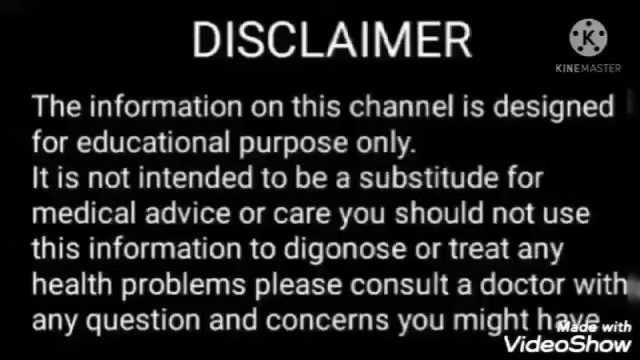 DISCLAIMER
KINEMASTER
The information on this channel is designed
for educational purpose only.
It is not intended to be a substitude for
medical advice or care you should not use
this information to digonose or treat any
health problems please consult a doctor with
any question and concerns you might have
Made with
VideoShow